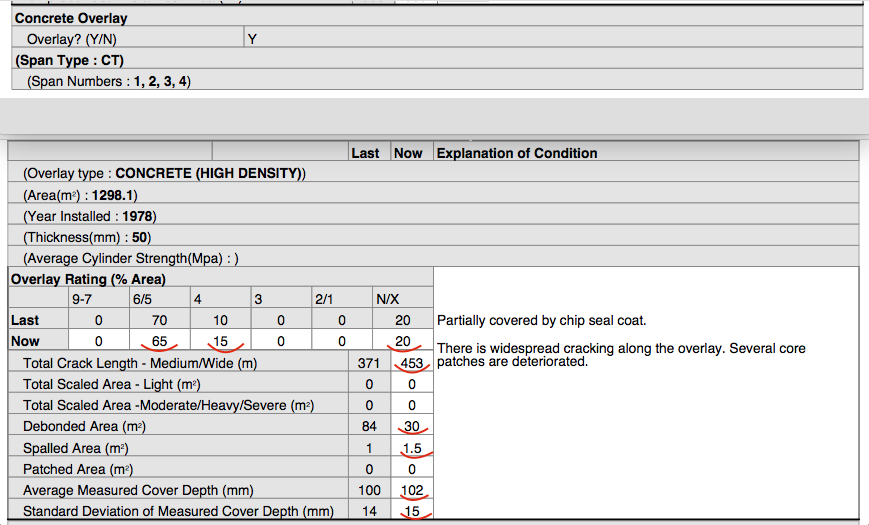 Concrete Overlay
Overlay? (Y/N) Y
(Span Type : CT)
(Span Numbers : 1, 2, 3, 4)
Last Now Explanation of Condition
(Overlay type : CONCRETE (HIGH DENSITY))
(Area(m²) : 1298.1)
(Year Installed : 1978)
(Thickness(mm) : 50)
(Average Cylinder Strength(Mpa) : )
Overlay Rating (% Area)
9-7 6/5 4 3 2/1 N/X
Last 0 70 10 0 0 20 Partially covered by chip seal coat.
Now 0 65 15 0 0 20
There is widespread cracking along the overlay. Several core
Total Crack Length - Medium/Wide (m) 371 453 patches are deteriorated.
Total Scaled Area - Light (m²) 0 0
Total Scaled Area -Moderate/Heavy/Severe (m²) 0 0
Debonded Area (m²) 84 30
Spalled Area (m²) 1 1.5
Patched Area (m²) 0 0
Average Measured Cover Depth (mm) 100 102
Standard Deviation of Measured Cover Depth (mm) 14 15